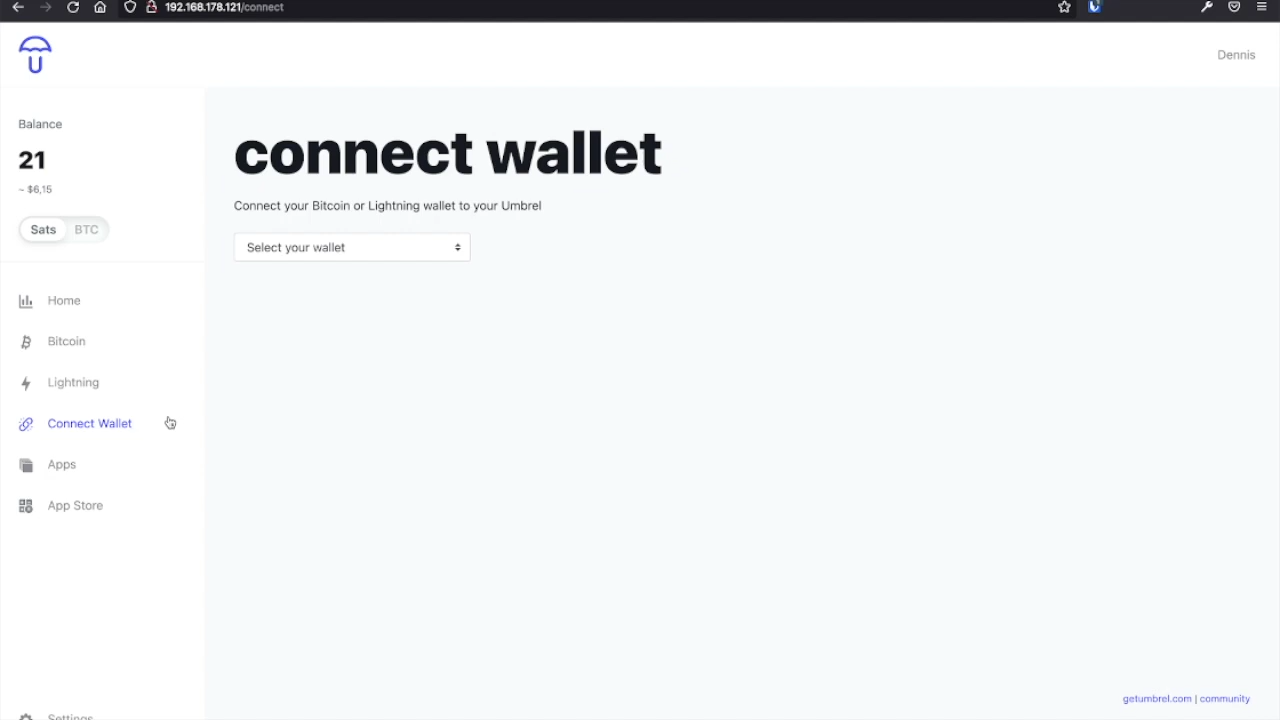 192.168.178.121/connect
Dennis
Balance
21
~ $6,15
Sats BTC
Home
Bitcoin
Lightning
Connect Wallet
Apps
App Store
Settings
connect wallet
Connect your Bitcoin or Lightning wallet to your Umbrel
Select your wallet
getumbrel.com | community